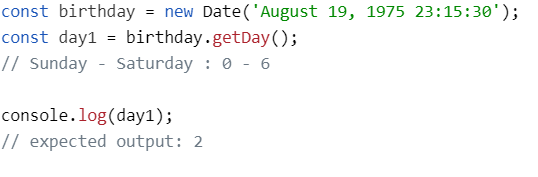 const birthday = new Date('August 19, 1975 23:15:30');
const day1 = birthday.getDay();
// Sunday - Saturday : 0 - 6
console.log(day1);
// expected output: 2